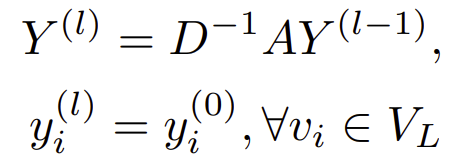 Y^{(l)} = D^{-1}AY^{(l-1)},
y_i^{(l)} = y_i^{(0)}, ∀v_i ∈ V_L